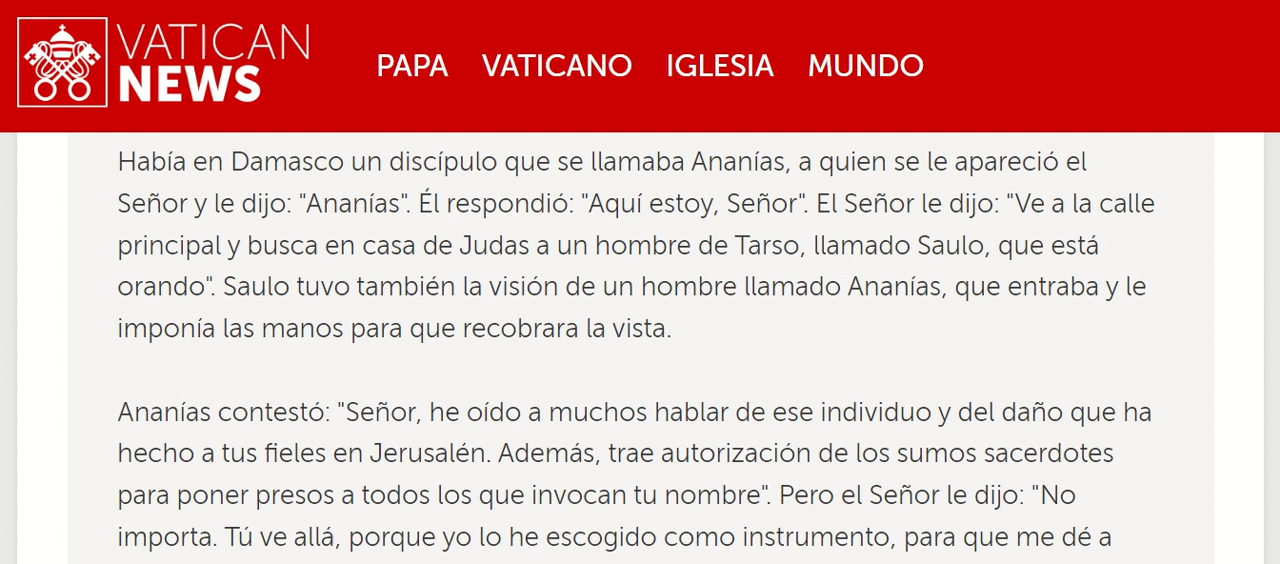 VATICAN
NEWS
PAPA VATICANO IGLESIA MUNDO
Había en Damasco un discípulo que se llamaba Ananías, a quien se le apareció el
Señor y le dijo: "Ananías". Él respondió: "Aquí estoy, Señor". El Señor le dijo: "Ve a la calle
principal y busca en casa de Judas a un hombre de Tarso, llamado Saulo, que está
orando". Saulo tuvo también la visión de un hombre llamado Ananías, que entraba y le
imponía las manos para que recobrara la vista.
Ananías contestó: "Señor, he oído a muchos hablar de ese individuo y del daño que ha
hecho a tus fieles en Jerusalén. Además, trae autorización de los sumos sacerdotes
para poner presos a todos los que invocan tu nombre". Pero el Señor le dijo: "No
importa. Tú ve allá, porque yo lo he escogido como instrumento, para que me dé a